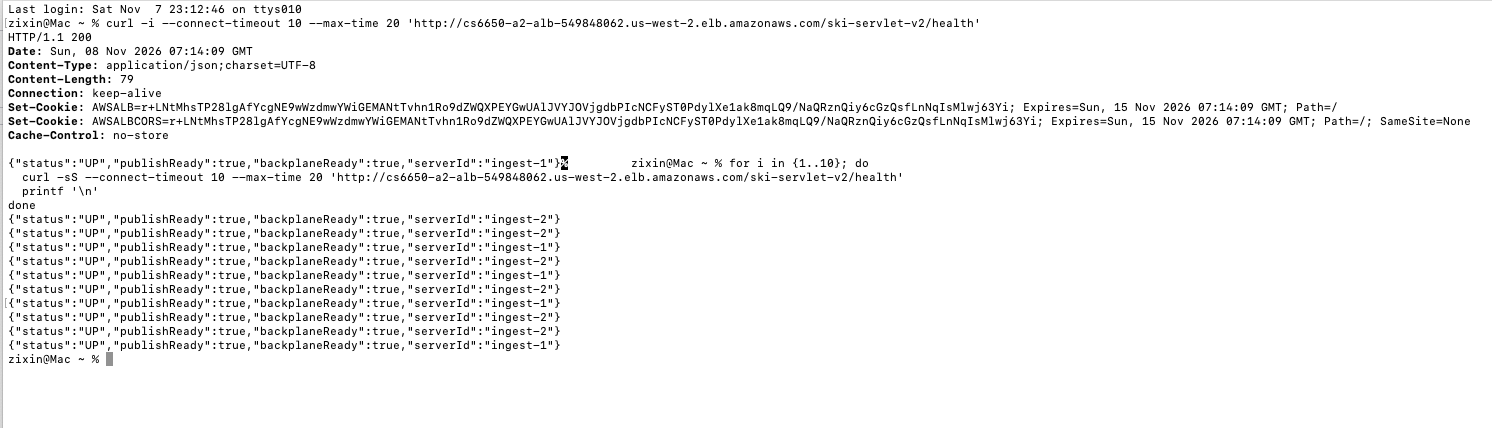 Last login: Sat Nov  7 23:12:46 on ttys010
zixin@Mac ~ % curl -i --connect-timeout 10 --max-time 20 'http://cs6650-a2-alb-549848062.us-west-2.elb.amazonaws.com/ski-servlet-v2/health'
HTTP/1.1 200
Date: Sun, 08 Nov 2026 07:14:09 GMT
Content-Type: application/json;charset=UTF-8
Content-Length: 79
Connection: keep-alive
Set-Cookie: AWSALB=r+LNtMhsTP28lgAfYcgNE9wWzdmwYWiGEMANtTvhn1Ro9dZWQXPEYGwUAlJVYJOVjgdbPIcNCFyST0PdylXe1ak8mqLQ9/NaQRznQiy6cGzQsfLnNqIsMlwj63Yi; Expires=Sun, 15 Nov 2026 07:14:09 GMT; Path=/
Set-Cookie: AWSALBCORS=r+LNtMhsTP28lgAfYcgNE9wWzdmwYWiGEMANtTvhn1Ro9dZWQXPEYGwUAlJVYJOVjgdbPIcNCFyST0PdylXe1ak8mqLQ9/NaQRznQiy6cGzQsfLnNqIsMlwj63Yi; Expires=Sun, 15 Nov 2026 07:14:09 GMT; Path=/; SameSite=None
Cache-Control: no-store
{"status":"UP","publishReady":true,"backplaneReady":true,"serverId":"ingest-1"}%          zixin@Mac ~ % for i in {1..10}; do
  curl -sS --connect-timeout 10 --max-time 20 'http://cs6650-a2-alb-549848062.us-west-2.elb.amazonaws.com/ski-servlet-v2/health'
  printf '\n'
done
{"status":"UP","publishReady":true,"backplaneReady":true,"serverId":"ingest-2"}
{"status":"UP","publishReady":true,"backplaneReady":true,"serverId":"ingest-2"}
{"status":"UP","publishReady":true,"backplaneReady":true,"serverId":"ingest-1"}
{"status":"UP","publishReady":true,"backplaneReady":true,"serverId":"ingest-2"}
{"status":"UP","publishReady":true,"backplaneReady":true,"serverId":"ingest-1"}
{"status":"UP","publishReady":true,"backplaneReady":true,"serverId":"ingest-2"}
{"status":"UP","publishReady":true,"backplaneReady":true,"serverId":"ingest-1"}
{"status":"UP","publishReady":true,"backplaneReady":true,"serverId":"ingest-2"}
{"status":"UP","publishReady":true,"backplaneReady":true,"serverId":"ingest-2"}
{"status":"UP","publishReady":true,"backplaneReady":true,"serverId":"ingest-1"}
zixin@Mac ~ %